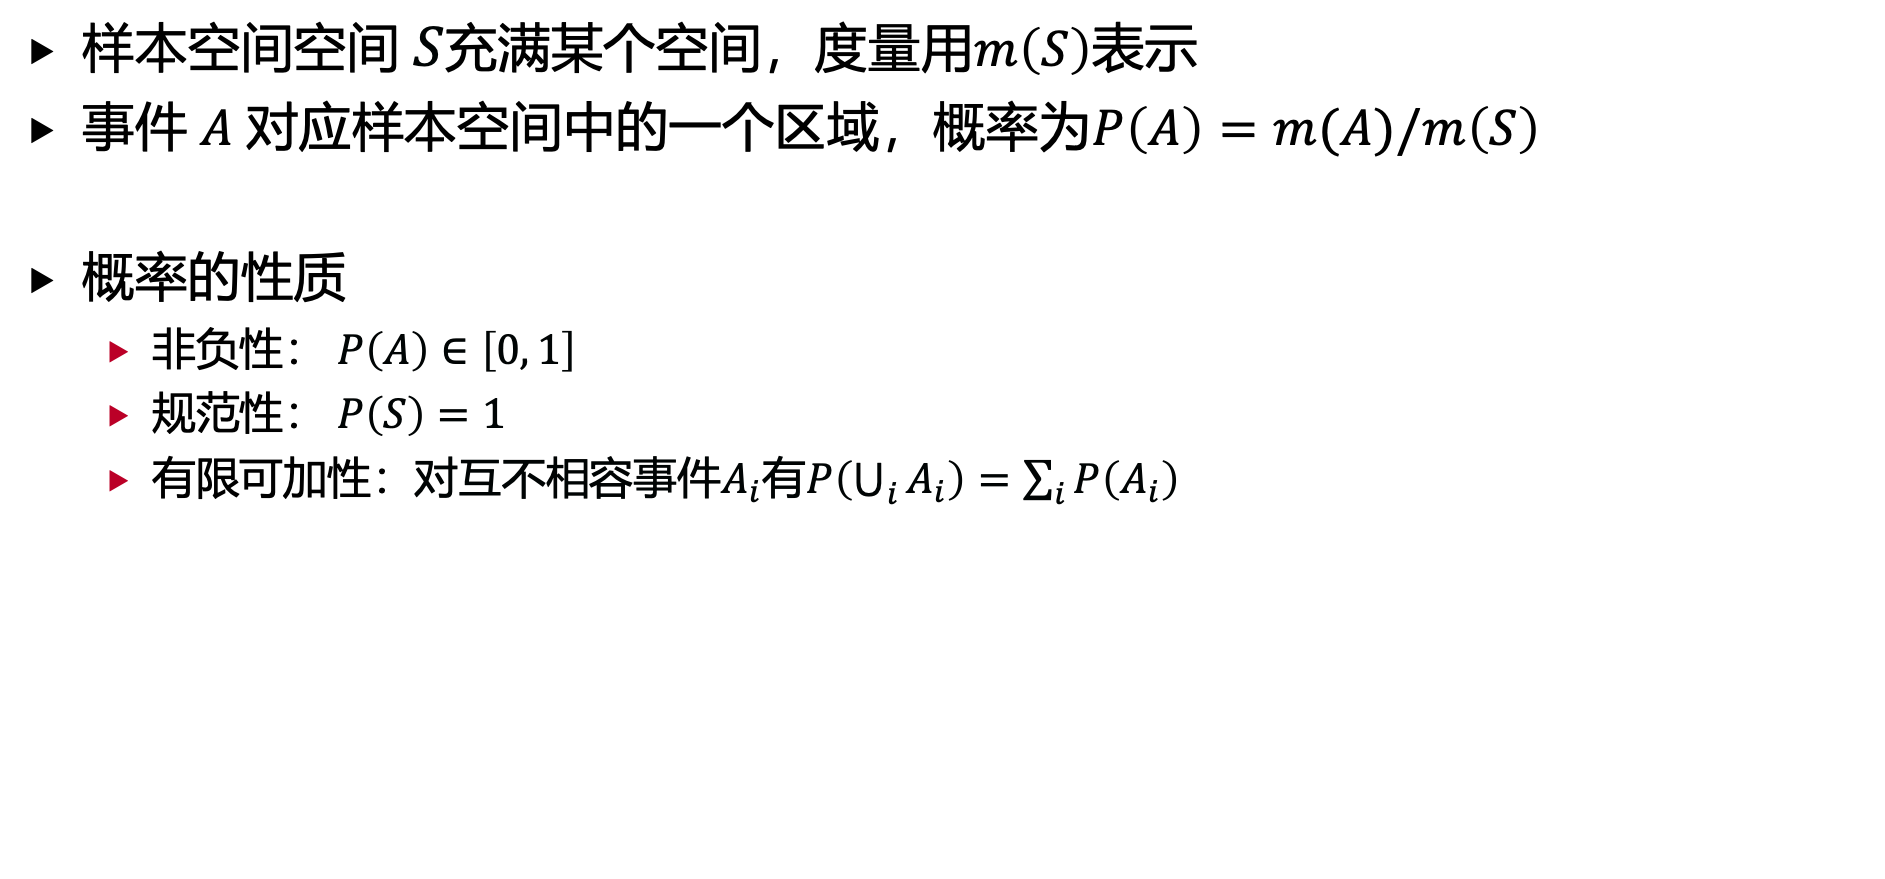 ▶ 样本空间空间 S充满某个空间，度量用m(S)表示
▶ 事件 A 对应样本空间中的一个区域，概率为P(A) = m(A)/m(S)
▶ 概率的性质
▶ 非负性： P(A) ∈ [0, 1]
▶ 规范性： P(S) = 1
▶ 有限可加性：对互不相容事件A_i有P(⋃_i A_i) = ∑_i P(A_i)